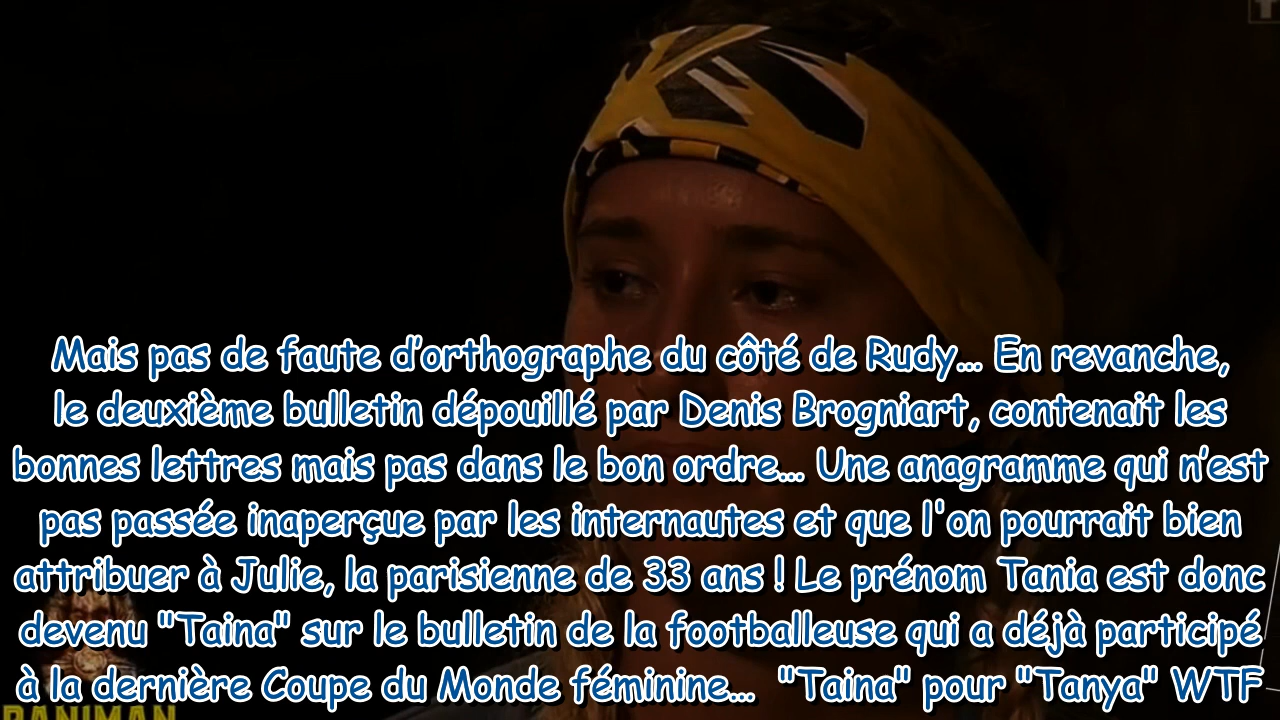 Mais pas de faute d’orthographe du côté de Rudy... En revanche,
le deuxième bulletin dépouillé par Denis Brogniart, contenait les
bonnes lettres mais pas dans le bon ordre... Une anagramme qui n’est
pas passée inaperçue par les internautes et que l'on pourrait bien
attribuer à Julie, la parisienne de 33 ans ! Le prénom Tania est donc
devenu "Taina" sur le bulletin de la footballeuse qui a déjà participé
à la dernière Coupe du Monde féminine... "Taina" pour "Tanya" WTF